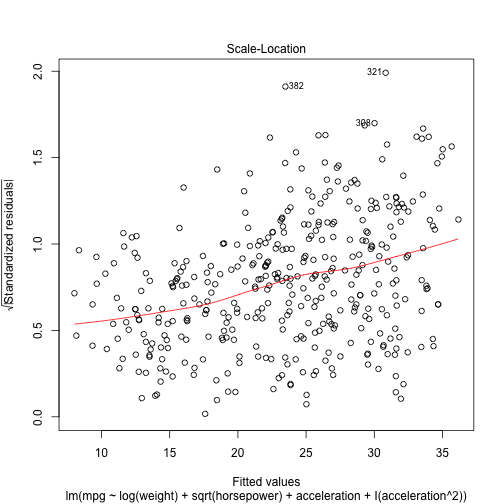 Scale-Location
√|Standardized residuals|
2.0
1.5
1.0
0.5
0.0
321
382
308
10 15 20 25 30 35
Fitted values
lm(mpg ~ log(weight) + sqrt(horsepower) + acceleration + I(acceleration^2))